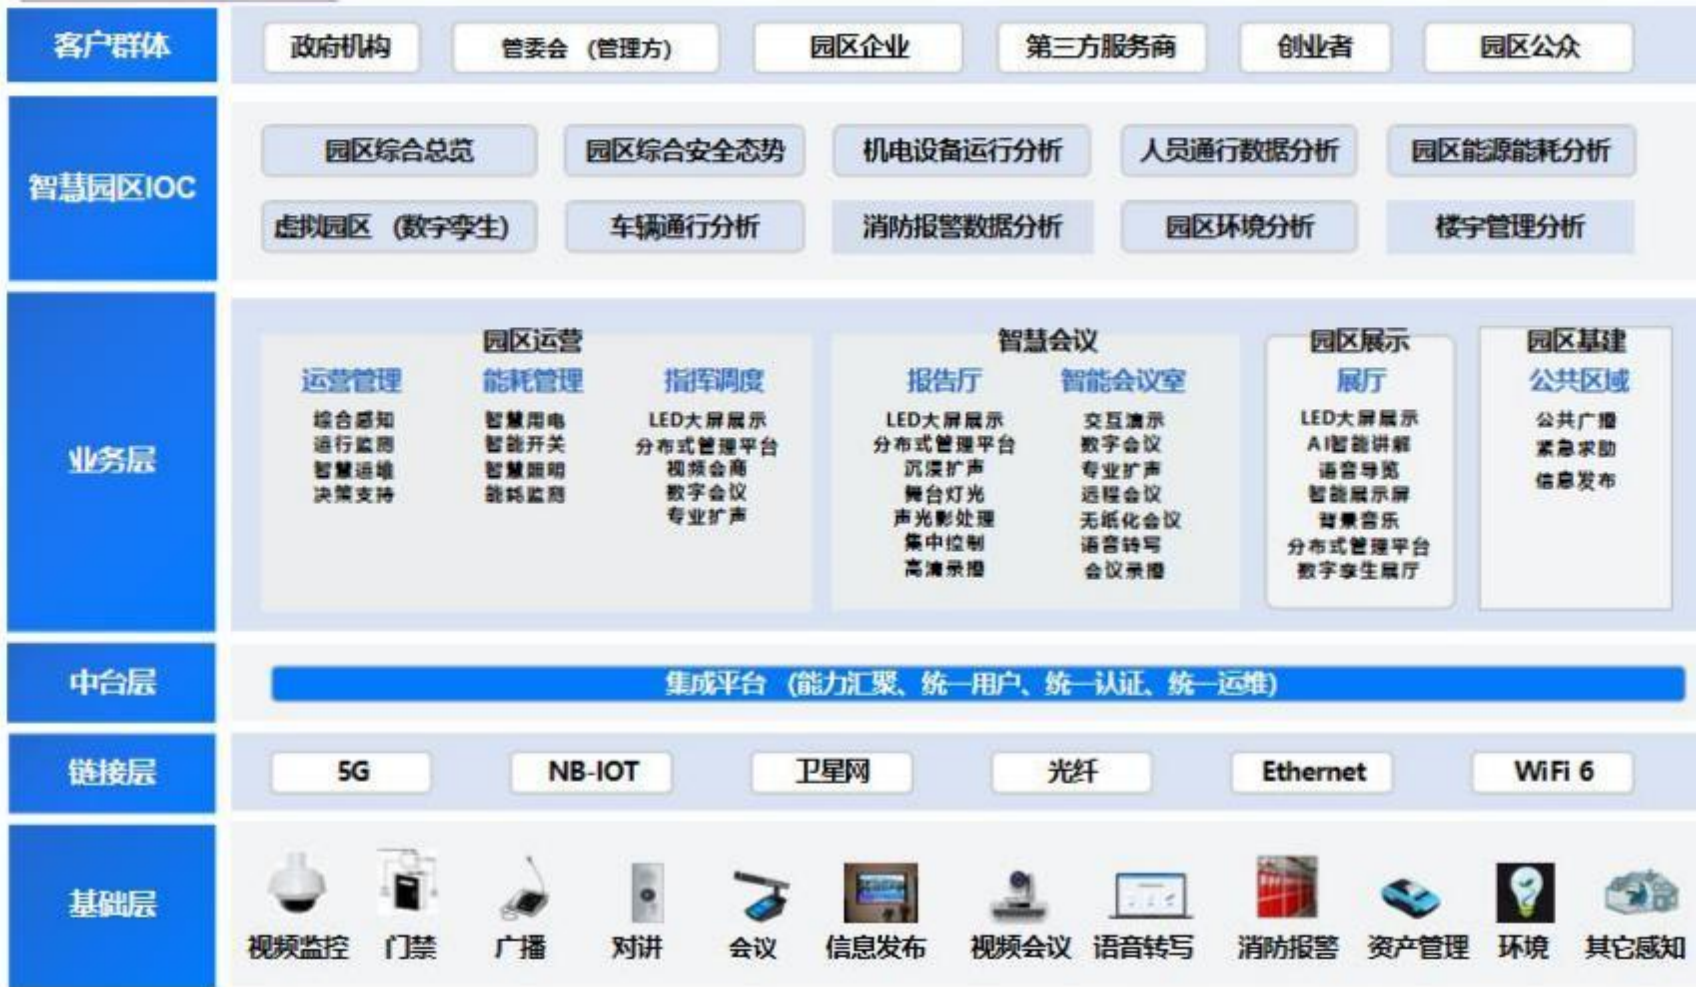 客户群体
政府机构
管委会 (管理方)
园区企业
第三方服务商
创业者
园区公众
智慧园区IOC
园区综合总览
园区综合安全态势
机电设备运行分析
人员通行数据分析
园区能源能耗分析
虚拟园区 (数字孪生)
车辆通行分析
消防报警数据分析
园区环境分析
楼宇管理分析
业务层
园区运营
运营管理
综合感知
运行监测
智慧运维
决策支持
能耗管理
智慧用电
智能开关
智慧照明
能耗监测
指挥调度
LED大屏展示
分布式管理平台
视频会商
数字会议
专业扩声
智慧会议
报告厅
LED大屏展示
分布式管理平台
沉浸扩声
舞台灯光
声光影处理
集中控制
高清录播
智能会议室
交互演示
数字会议
专业扩声
远程会议
无纸化会议
语音转写
会议录播
园区展示
展厅
LED大屏展示
AI智能讲解
语音导览
智能展示屏
背景音乐
分布式管理平台
数字孪生展厅
园区基建
公共区域
公共广播
紧急求助
信息发布
中台层
集成平台 (能力汇聚、统一用户、统一认证、统一运维)
链接层
5G
NB-IOT
卫星网
光纤
Ethernet
WiFi 6
基础层
视频监控
门禁
广播
对讲
会议
信息发布
视频会议
语音转写
消防报警
资产管理
环境
其它感知